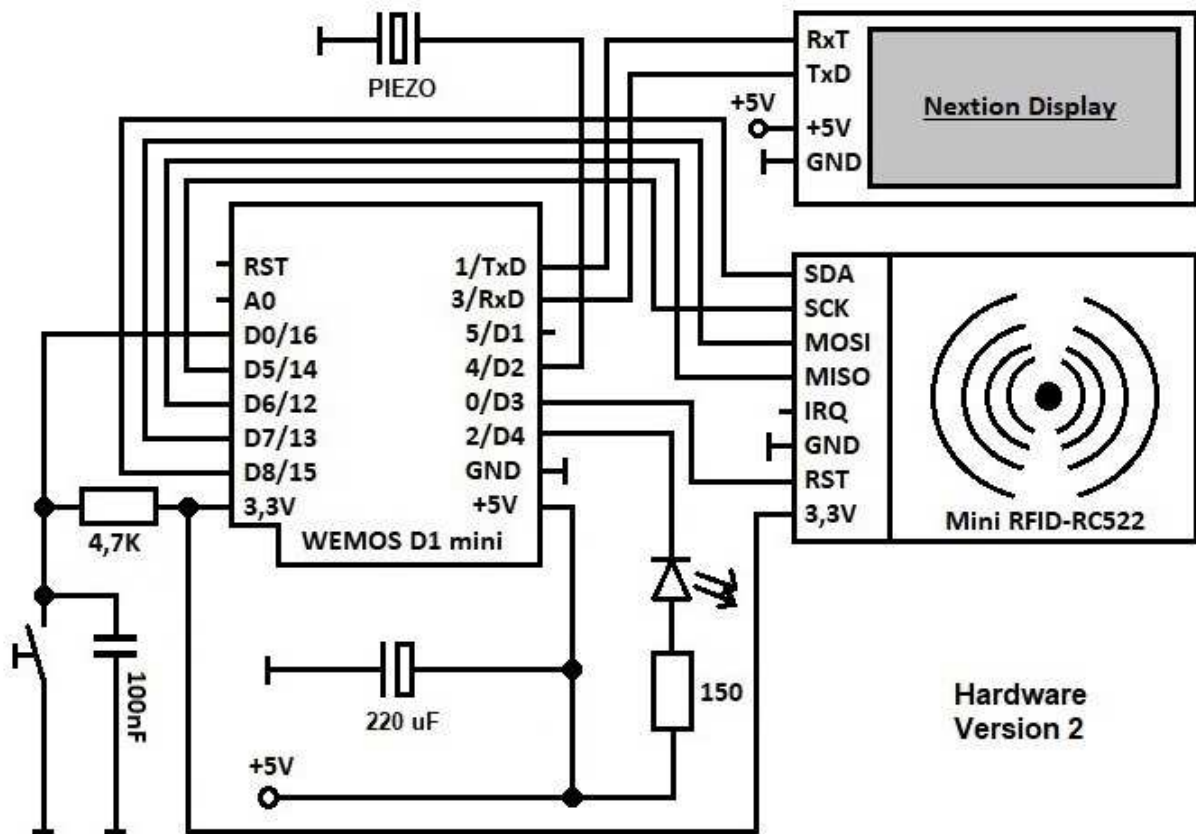 PIEZO
RxT
TxD
+5V
+5V
GND
Nextion Display
RST
A0
D0/16
D5/14
D6/12
D7/13
D8/15
3,3V
1/TxD
3/RxD
5/D1
4/D2
0/D3
2/D4
GND
+5V
WEMOS D1 mini
SDA
SCK
MOSI
MISO
IRQ
GND
RST
3,3V
Mini RFID-RC522
4,7K
100nF
220 uF
150
+5V
Hardware
Version 2